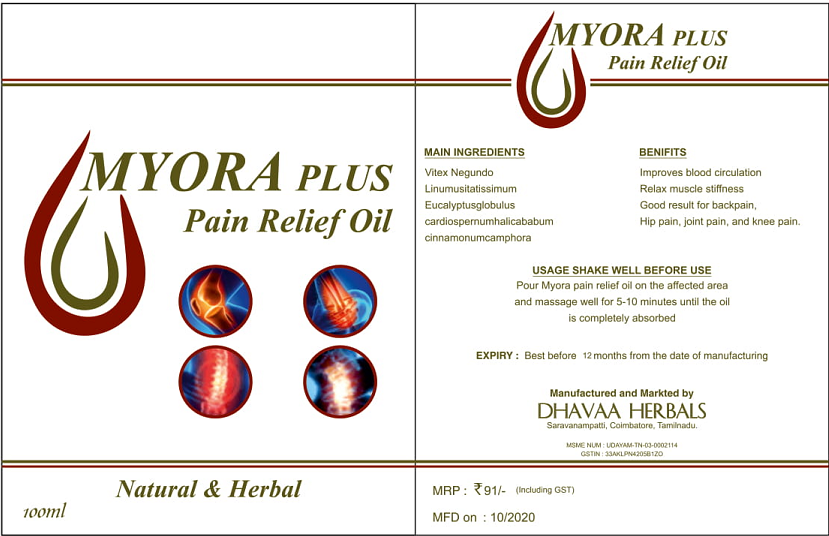 MYORA PLUS
Pain Relief Oil
Natural & Herbal
100ml
MYORA PLUS
Pain Relief Oil
MAIN INGREDIENTS
Vitex Negundo
Linumusitatissimum
Eucalyptusglobulus
cardiospernumhalicababum
cinnamonumcamphora
BENIFITS
Improves blood circulation
Relax muscle stiffness
Good result for backpain,
Hip pain, joint pain, and knee pain.
USAGE SHAKE WELL BEFORE USE
Pour Myora pain relief oil on the affected area
and massage well for 5-10 minutes until the oil
is completely absorbed
EXPIRY : Best before 12 months from the date of manufacturing
Manufactured and Markted by
DHAVAA HERBALS
Saravanampatti, Coimbatore, Tamilnadu.
MSME NUM : UDAYAM-TN-03-0002114
GSTIN : 33AKLPN4205B1ZO
MRP : ₹ 91/- (Including GST)
MFD on : 10/2020